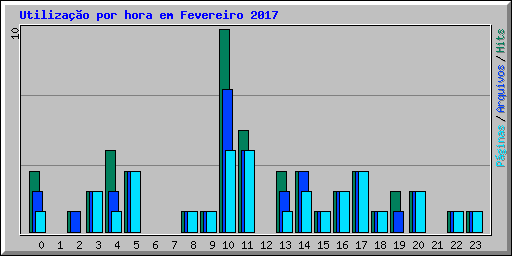 Utilização por hora em Fevereiro 2017
10
Páginas / Arquivos / Hits
0 1 2 3 4 5 6 7 8 9 10 11 12 13 14 15 16 17 18 19 20 21 22 23